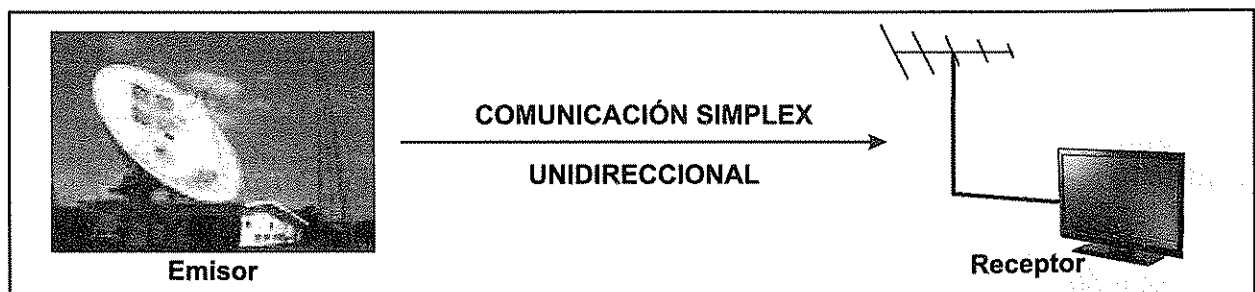 COMUNICACIÓN SIMPLEX
UNIDIRECCIONAL
Emisor
Receptor